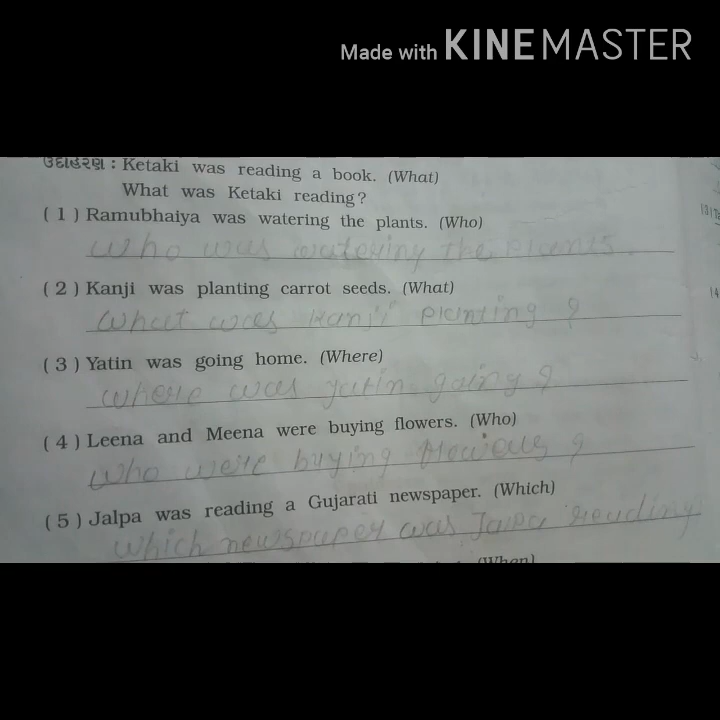 Made with KINEMASTER
ઉદાહરણ : Ketaki was reading a book. (What)
What was Ketaki reading?
( 1 ) Ramubhaiya was watering the plants. (Who)
Who was watering the plants.
( 2 ) Kanji was planting carrot seeds. (What)
What was Kanji planting ?
( 3 ) Yatin was going home. (Where)
where was yatin going ?
( 4 ) Leena and Meena were buying flowers. (Who)
Who were buying ?
( 5 ) Jalpa was reading a Gujarati newspaper. (Which)
Which newspaper was reading
(When)